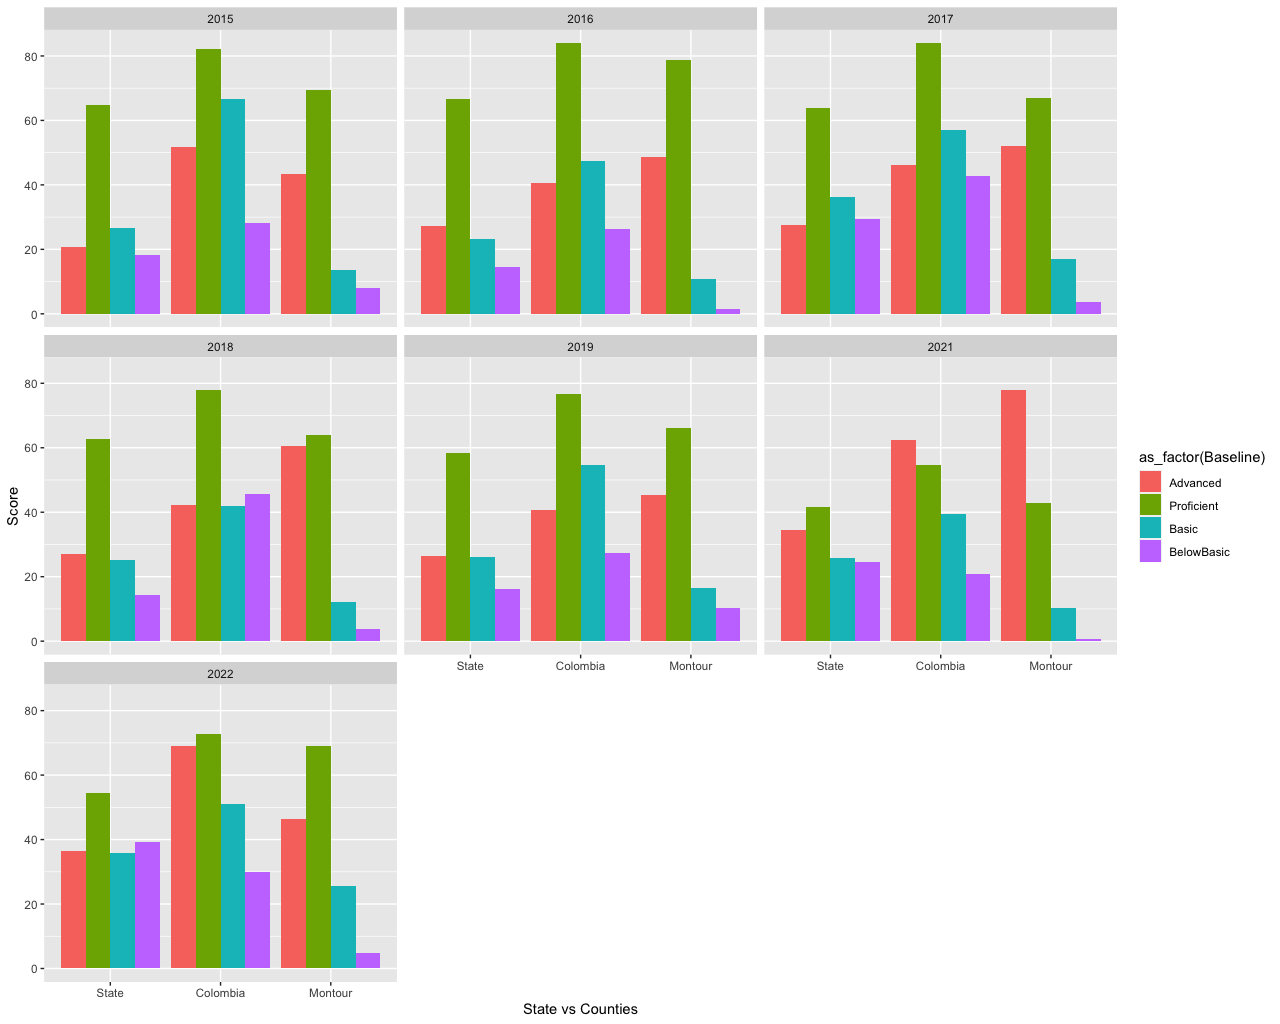 2015
2016
2017
80
60
40
20
0
2018
2019
2021
80
60
40
20
0
State
Colombia
Montour
State
Colombia
Montour
2022
80
60
40
20
0
State
Colombia
Montour
State vs Counties
Score
as_factor(Baseline)
Advanced
Proficient
Basic
BelowBasic